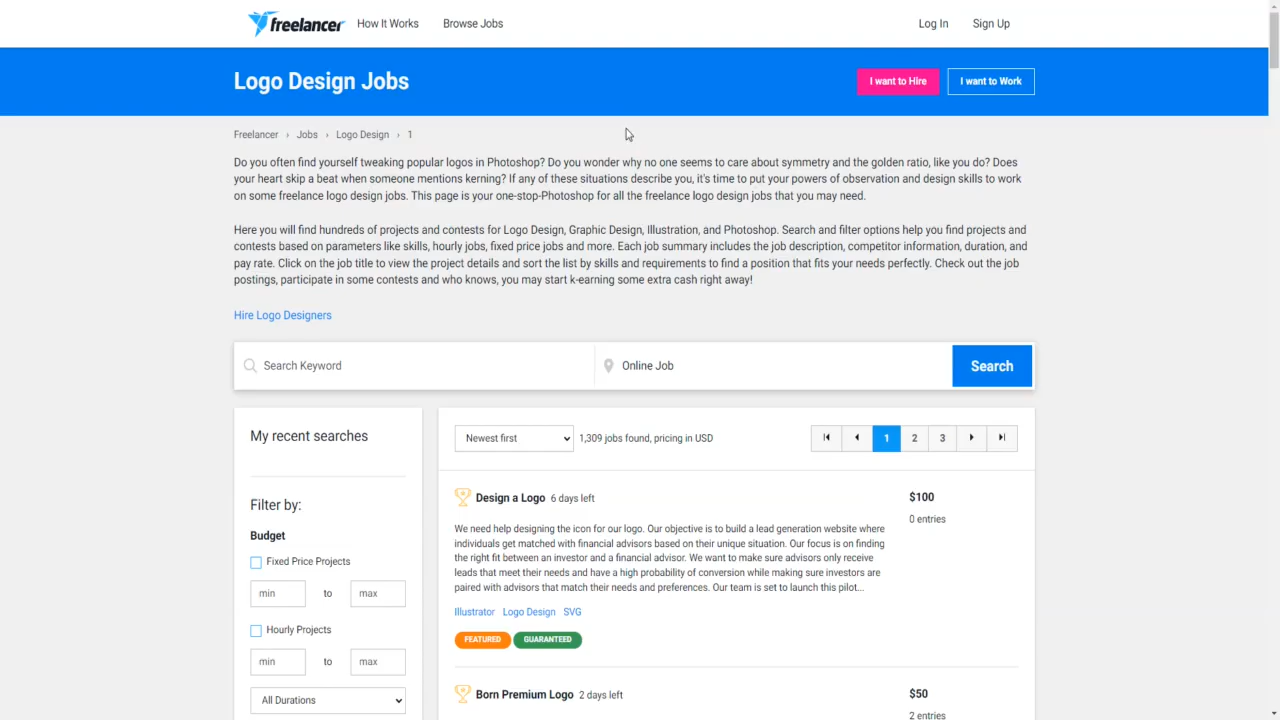 freelancer How It Works Browse Jobs Log In Sign Up
Logo Design Jobs I want to Hire I want to Work
Freelancer › Jobs › Logo Design › 1
Do you often find yourself tweaking popular logos in Photoshop? Do you wonder why no one seems to care about symmetry and the golden ratio, like you do? Does
your heart skip a beat when someone mentions kerning? If any of these situations describe you, it's time to put your powers of observation and design skills to work
on some freelance logo design jobs. This page is your one-stop-Photoshop for all the freelance logo design jobs that you may need.
Here you will find hundreds of projects and contests for Logo Design, Graphic Design, Illustration, and Photoshop. Search and filter options help you find projects and
contests based on parameters like skills, hourly jobs, fixed price jobs and more. Each job summary includes the job description, competitor information, duration, and
pay rate. Click on the job title to view the project details and sort the list by skills and requirements to find a position that fits your needs perfectly. Check out the job
postings, participate in some contests and who knows, you may start k-earning some extra cash right away!
Hire Logo Designers
Search Keyword Online Job Search
My recent searches
Filter by:
Budget
Fixed Price Projects
min to max
Hourly Projects
min to max
All Durations
Newest first 1,309 jobs found, pricing in USD 1 2 3
Design a Logo 6 days left $100
0 entries
We need help designing the icon for our logo. Our objective is to build a lead generation website where
individuals get matched with financial advisors based on their unique situation. Our focus is on finding
the right fit between an investor and a financial advisor. We want to make sure advisors only receive
leads that meet their needs and have a high probability of conversion while making sure investors are
paired with advisors that match their needs and preferences. Our team is set to launch this pilot...
Illustrator Logo Design SVG
FEATURED GUARANTEED
Born Premium Logo 2 days left $50
2 entries